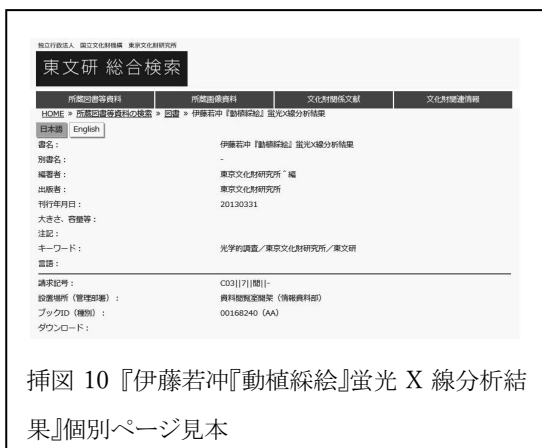 独立行政法人 国立文化財機構 東京文化財研究所
東文研 総合検索
所蔵図書等資料 所蔵画像資料 文化財関係文献 文化財関連情報
HOME » 所蔵図書等資料の検索 » 図書 » 伊藤若冲『動植綵絵』蛍光X線分析結果
日本語 English
書名： 伊藤若冲『動植綵絵』蛍光X線分析結果
別書名： -
編著者： 東京文化財研究所＾編
出版者： 東京文化財研究所
刊行年月日： 20130331
大きさ、容量等：
注記：
キーワード： 光学的調査／東京文化財研究所／東文研
言語：
請求記号： C03||7||開||-
設置場所（管理部署）： 資料閲覧室開架（情報資料部）
ブックID（種別）： 00168240（AA）
ダウンロード：
挿図 10『伊藤若冲『動植綵絵』蛍光 X 線分析結
果』個別ページ見本